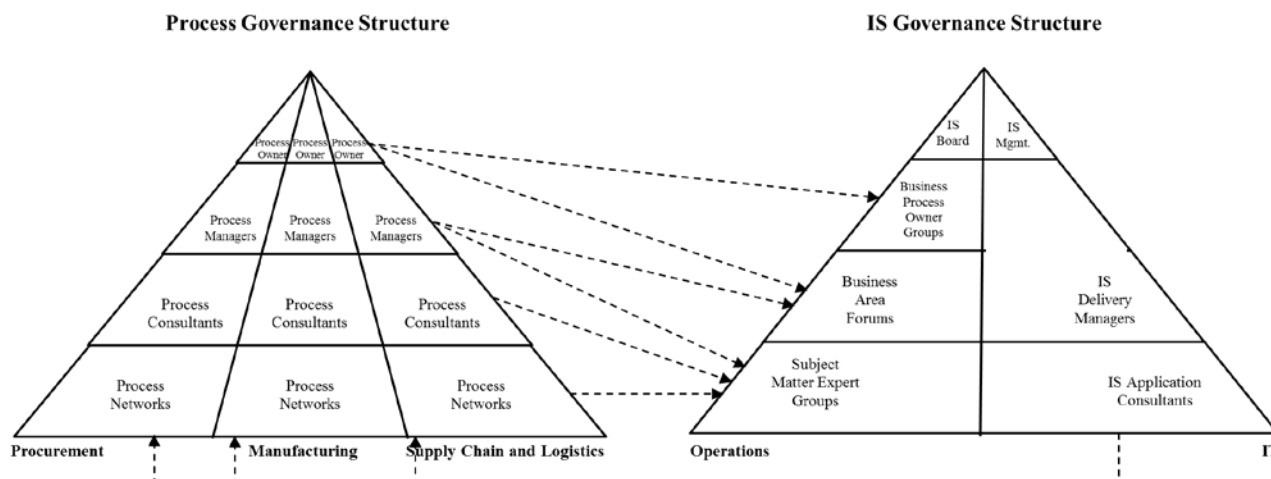 Process Governance Structure
IS Governance Structure
Process Owner
Process Owner
Process Owner
Process Managers
Process Managers
Process Managers
Process Consultants
Process Consultants
Process Consultants
Process Networks
Process Networks
Process Networks
Procurement
Manufacturing
Supply Chain and Logistics
IS
Board
IS
Mgmt.
Business
Process
Owner
Groups
Business
Area
Forums
IS
Delivery
Managers
Subject
Matter Expert
Groups
IS Application
Consultants
Operations
IT